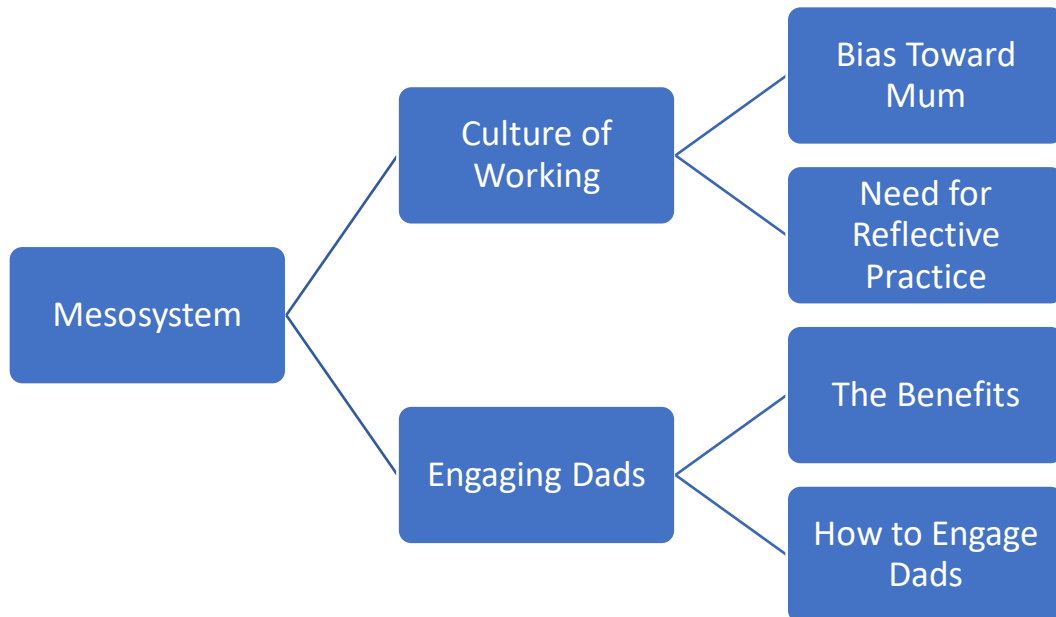 Mesosystem
Culture of
Working
Bias Toward
Mum
Need for
Reflective
Practice
Engaging Dads
The Benefits
How to Engage
Dads